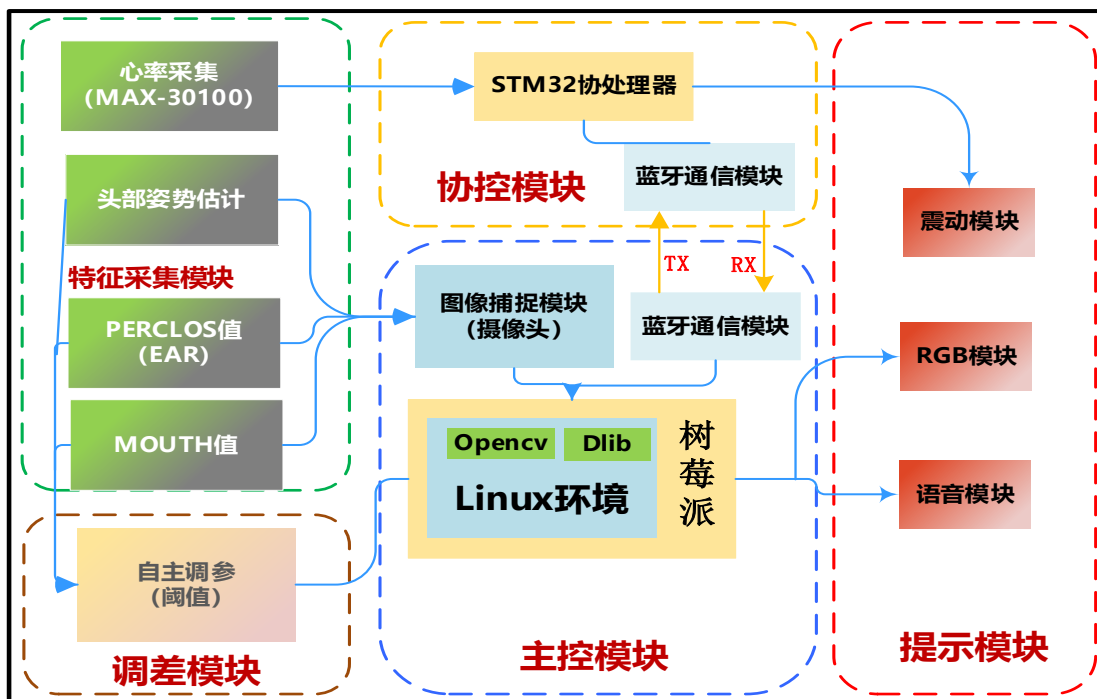 心率采集
(MAX-30100)
头部姿势估计
特征采集模块
PERCLOS值
(EAR)
MOUTH值
自主调参
(阈值)
调差模块
STM32协处理器
协控模块
蓝牙通信模块
TX
RX
图像捕捉模块
(摄像头)
蓝牙通信模块
Opencv
Dlib
Linux环境
树莓派
主控模块
震动模块
RGB模块
语音模块
提示模块